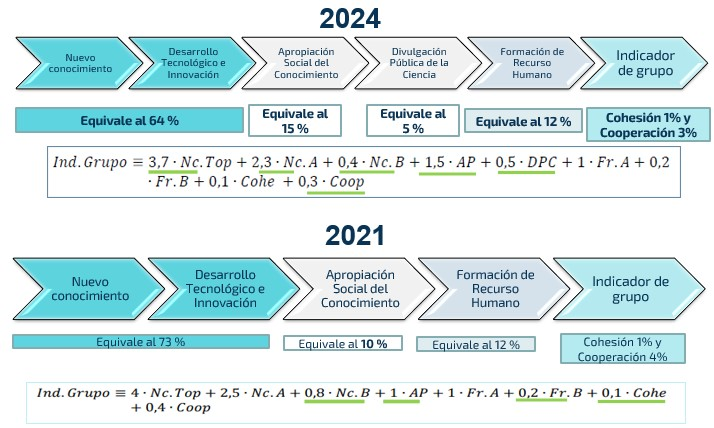 2024
Nuevo
conocimiento
Desarrollo
Tecnológico e
Innovación
Apropiación
Social del
Conocimiento
Divulgación
Pública de la
Ciencia
Formación de
Recurso
Humano
Indicador
de grupo
Equivale al 64 %
Equivale al
15 %
Equivale al
5 %
Equivale al 12 %
Cohesión 1% y
Cooperación 3%
Ind. Grupo ≡ 3,7 · Nc.Top + 2,3 · Nc.A + 0,4 · Nc.B + 1,5 · AP + 0,5 · DPC + 1 · Fr.A + 0,2
· Fr.B + 0,1 · Cohe + 0,3 · Coop
2021
Nuevo
conocimiento
Desarrollo
Tecnológico e
Innovación
Apropiación
Social del
Conocimiento
Formación de
Recurso
Humano
Indicador de
grupo
Equivale al 73 %
Equivale al 10 %
Equivale al 12 %
Cohesión 1% y
Cooperación 4%
Ind. Grupo ≡ 4 · Nc.Top + 2,5 · Nc.A + 0,8 · Nc.B + 1 · AP + 1 · Fr.A + 0,2 · Fr.B + 0,1 · Cohe
+ 0,4 · Coop